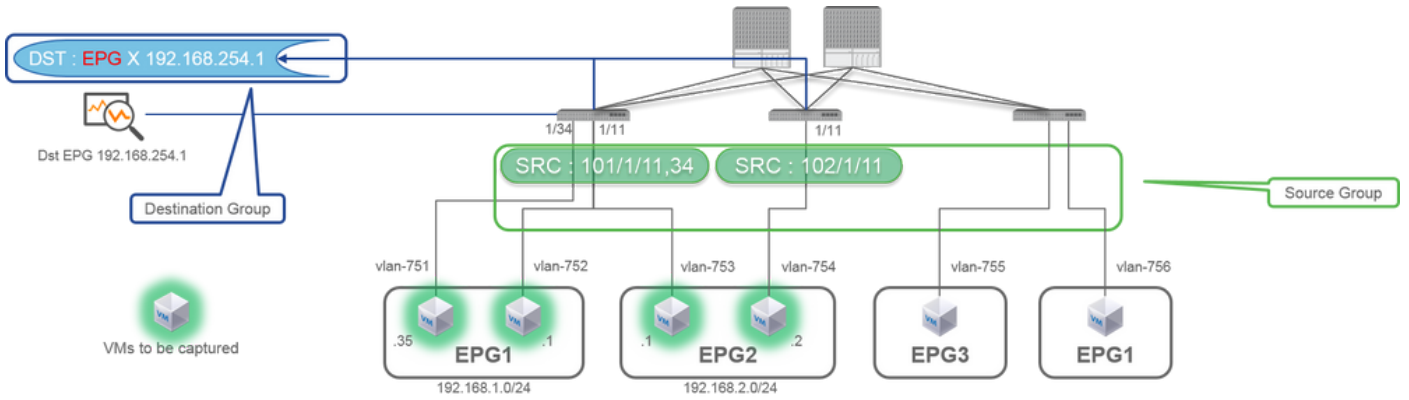 DST : EPG X 192.168.254.1
Dst EPG 192.168.254.1
Destination Group
1/34
1/11
1/11
SRC : 101/1/11,34
SRC : 102/1/11
Source Group
vlan-751
vlan-752
vlan-753
vlan-754
vlan-755
vlan-756
VM
VM
VM
VM
VM
VM
VM
.35
.1
.1
.2
EPG1
EPG2
EPG3
EPG1
VMs to be captured
192.168.1.0/24
192.168.2.0/24